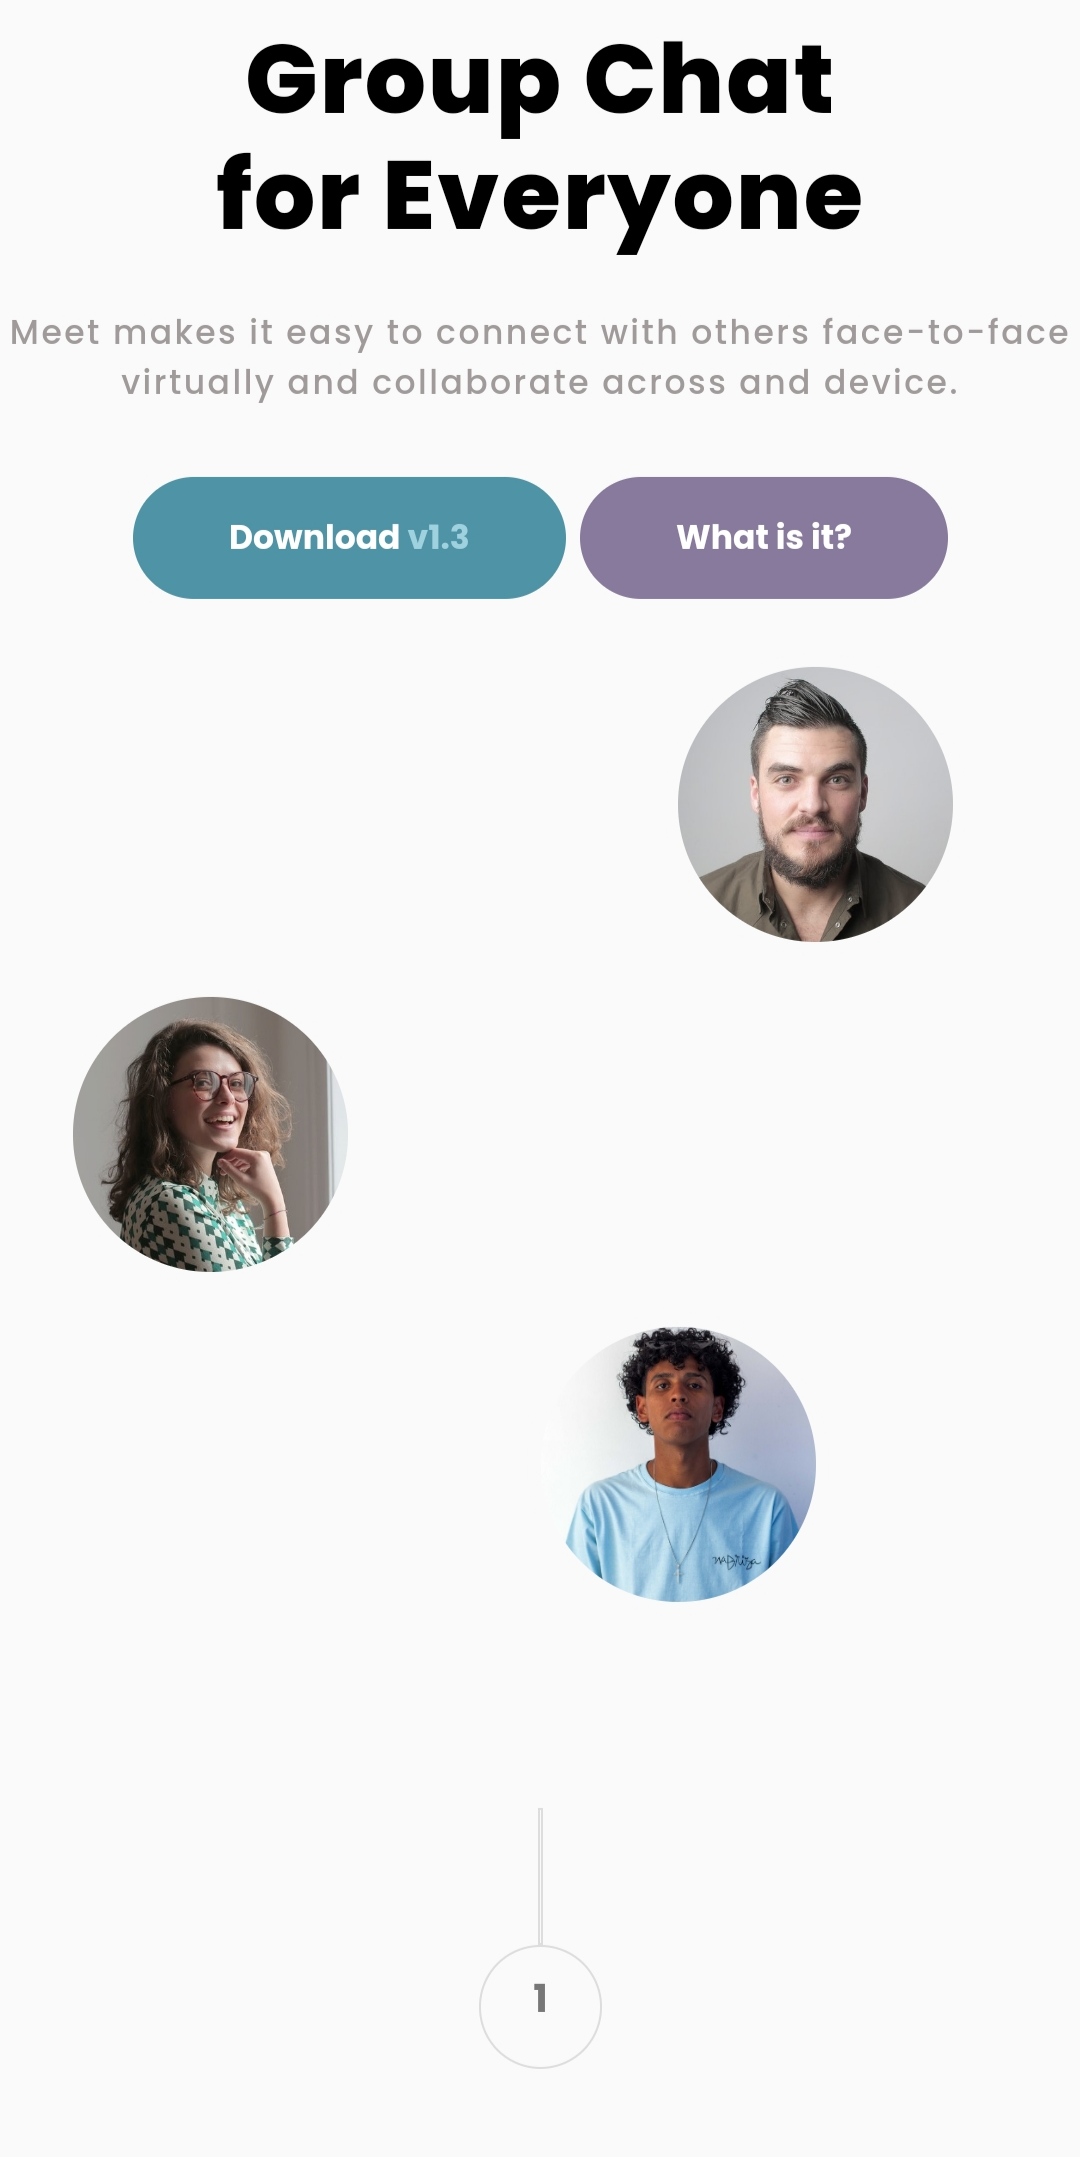 Group Chat
for Everyone
Meet makes it easy to connect with others face-to-face
virtually and collaborate across and device.
Download v1.3
What is it?
1